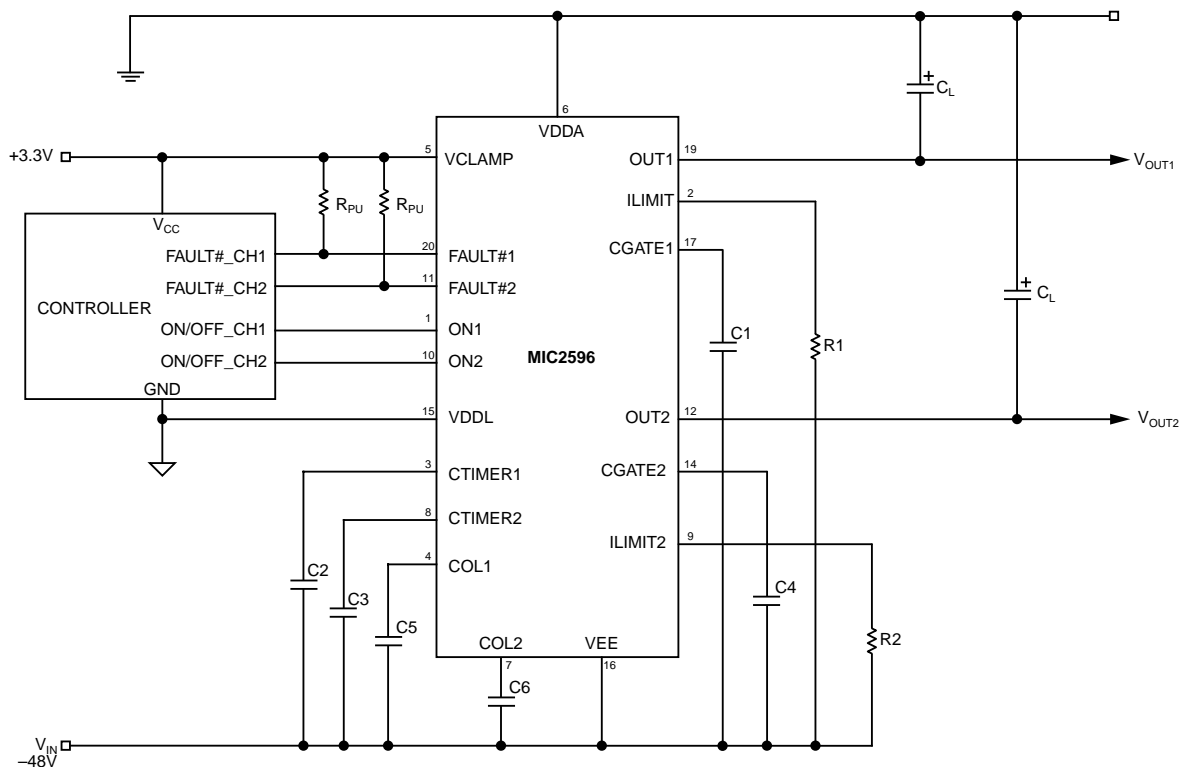 CL
6
VDDA
+3.3V
5
VCLAMP
OUT1
19
VOUT1
RPU
RPU
ILIMIT
2
VCC
CGATE1
17
FAULT#_CH1
20
FAULT#1
FAULT#_CH2
11
FAULT#2
CL
CONTROLLER
ON/OFF_CH1
1
ON1
C1
R1
ON/OFF_CH2
10
ON2
MIC2596
GND
15
VDDL
OUT2
12
VOUT2
3
CTIMER1
CGATE2
14
8
CTIMER2
ILIMIT2
9
4
COL1
C2
C3
C4
C5
R2
COL2
VEE
7
16
C6
VIN
–48V